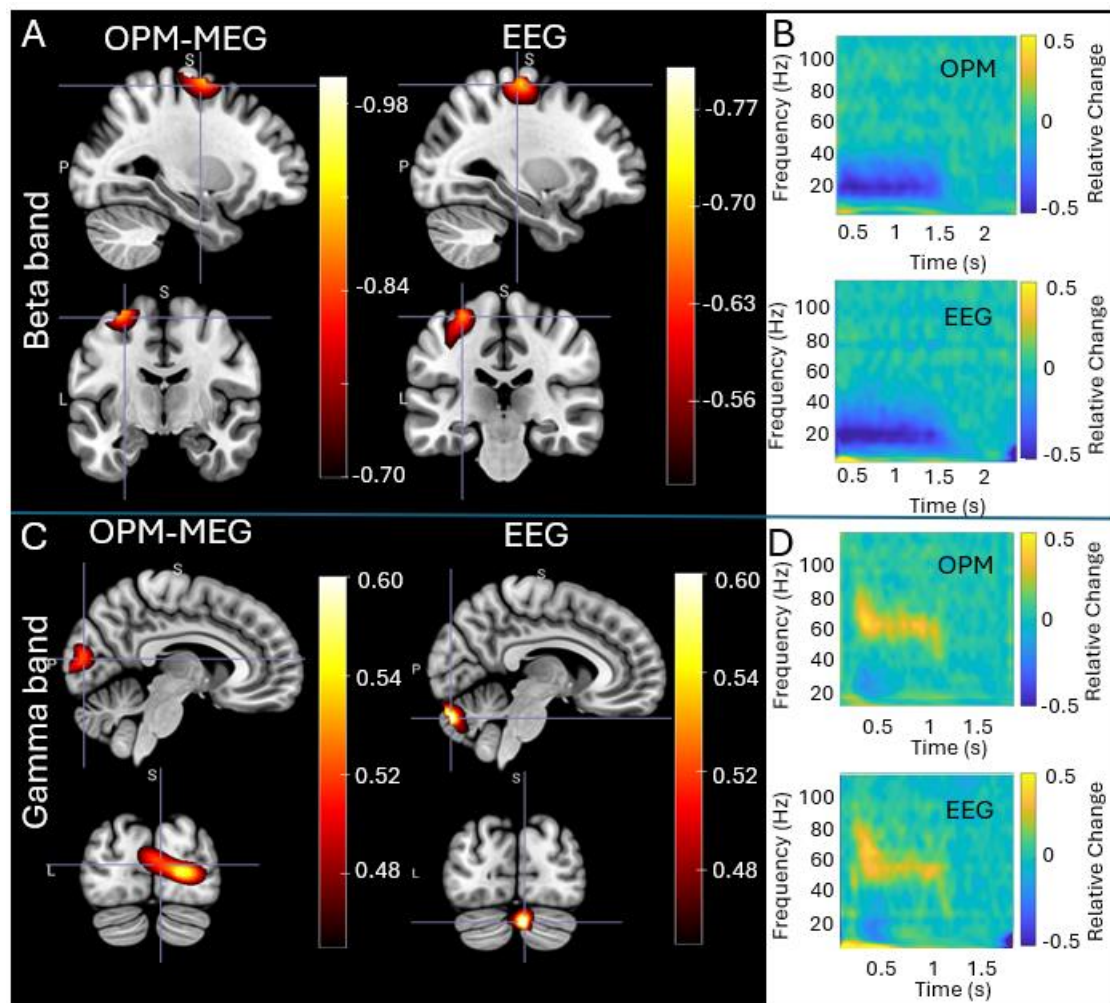 A
OPM-MEG
EEG
S
S
P
P
-0.98
-0.84
-0.70
-0.77
-0.70
-0.63
-0.56
Beta band
S
S
L
L
B
Frequency (Hz)
100
80
60
40
20
OPM
0.5 1 1.5 2
Time (s)
0.5
0
-0.5
Relative Change
Frequency (Hz)
100
80
60
40
20
EEG
0.5 1 1.5 2
Time (s)
0.5
0
-0.5
Relative Change
C
OPM-MEG
EEG
S
S
P
P
0.60
0.54
0.52
0.48
0.60
0.54
0.52
0.48
Gamma band
S
S
L
L
D
Frequency (Hz)
100
80
60
40
20
OPM
0.5 1 1.5
Time (s)
0.5
0
-0.5
Relative Change
Frequency (Hz)
100
80
60
40
20
EEG
0.5 1 1.5
Time (s)
0.5
0
-0.5
Relative Change